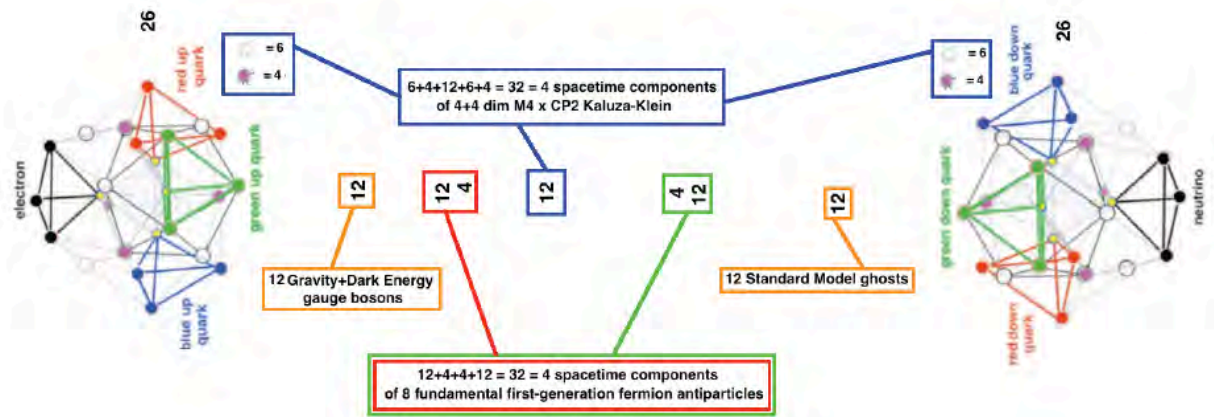 26
red up
quark
= 6
= 4
electron
green up quark
blue up
quark
6+4+12+6+4 = 32 = 4 spacetime components
of 4+4 dim M4 x CP2 Kaluza-Klein
12
12
4
12
4
12
12
12 Gravity+Dark Energy
gauge bosons
12 Standard Model ghosts
12+4+4+12 = 32 = 4 spacetime components
of 8 fundamental first-generation fermion antiparticles
= 6
= 4
blue down
quark
26
green down quark
neutrino
red down
quark